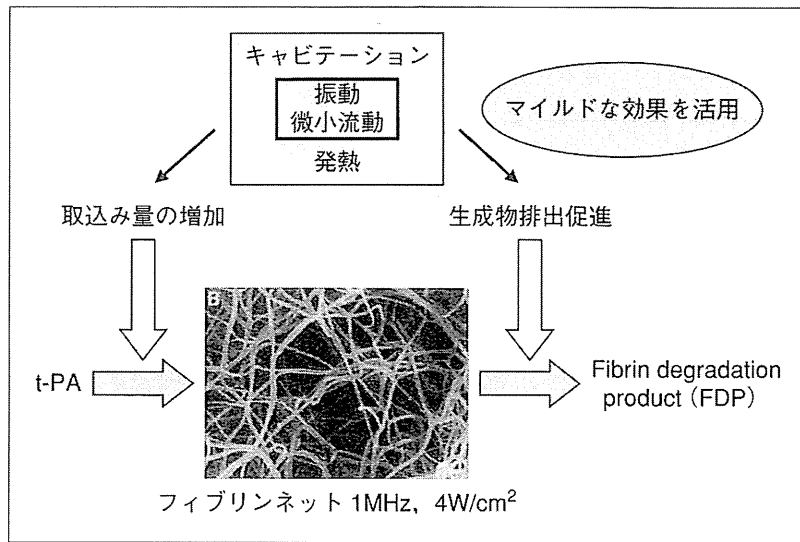 キャビテーション
振動
微小流動
発熱
マイルドな効果を活用
取込み量の増加
生成物排出促進
B
t-PA
Fibrin degradation
product（FDP）
フィブリンネット 1MHz，4W/cm²